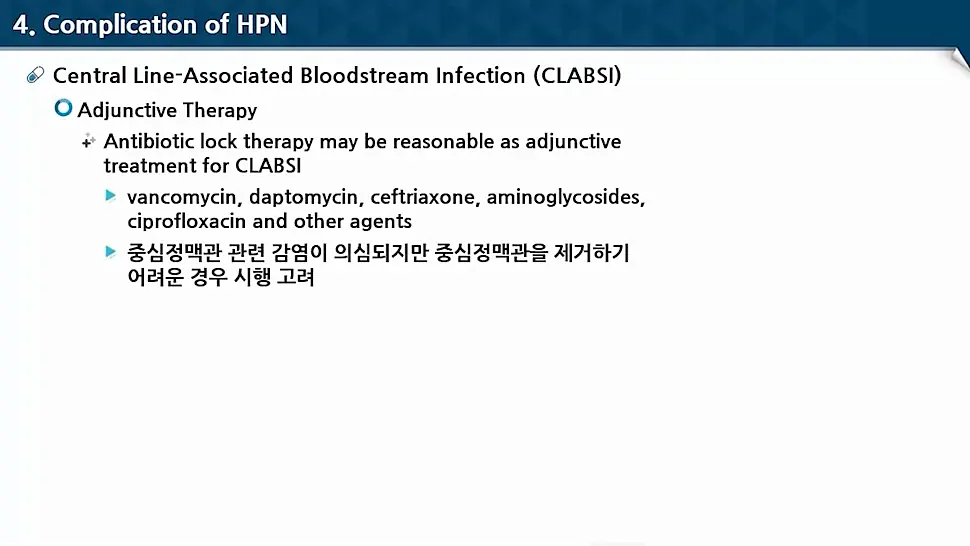 4. Complication of HPN
Central Line-Associated Bloodstream Infection (CLABSI)
Adjunctive Therapy
Antibiotic lock therapy may be reasonable as adjunctive
treatment for CLABSI
vancomycin, daptomycin, ceftriaxone, aminoglycosides,
ciprofloxacin and other agents
중심정맥관 관련 감염이 의심되지만 중심정맥관을 제거하기
어려운 경우 시행 고려